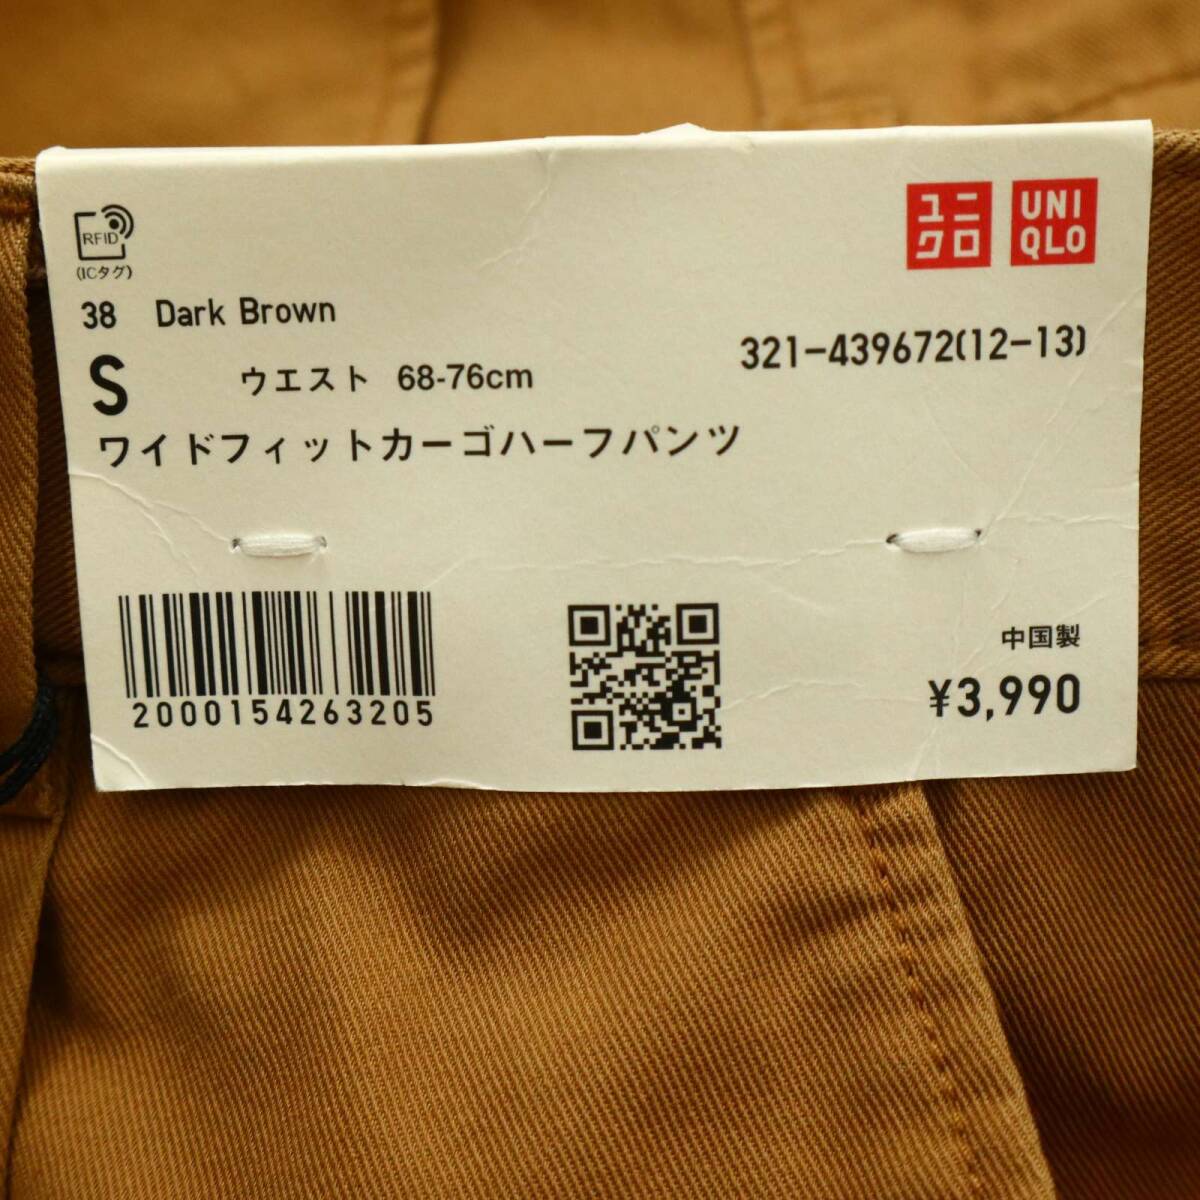 RFID
(ICタグ)
ユニ
クロ
UNI
QLO
38 Dark Brown
S ウエスト 68-76cm
321-439672(12-13)
ワイドフィットカーゴハーフパンツ
2000154263205
中国製
¥3,990